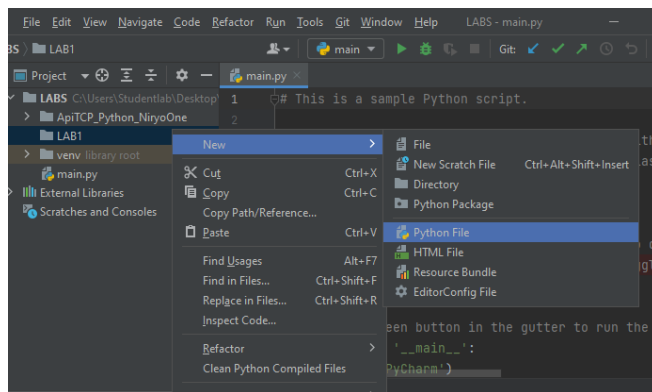 File Edit View Navigate Code Refactor Run Tools Git Window Help LABS - main.py
BS LAB1 main Git:
Project main.py
LABS C:\Users\Studentlab\Desktop
1 # This is a sample Python script.
ApiTCP_Python_NiryoOne
2
LAB1
venv library root
main.py
External Libraries
Scratches and Consoles
New
Cut Ctrl+X
Copy Ctrl+C
Copy Path/Reference...
Paste Ctrl+V
Find Usages Alt+F7
Find in Files... Ctrl+Shift+F
Replace in Files... Ctrl+Shift+R
Inspect Code...
Refactor
Clean Python Compiled Files
File
New Scratch File Ctrl+Alt+Shift+Insert
Directory
Python Package
Python File
HTML File
Resource Bundle
EditorConfig File
een button in the gutter to run the
'__main__':
PyCharm')